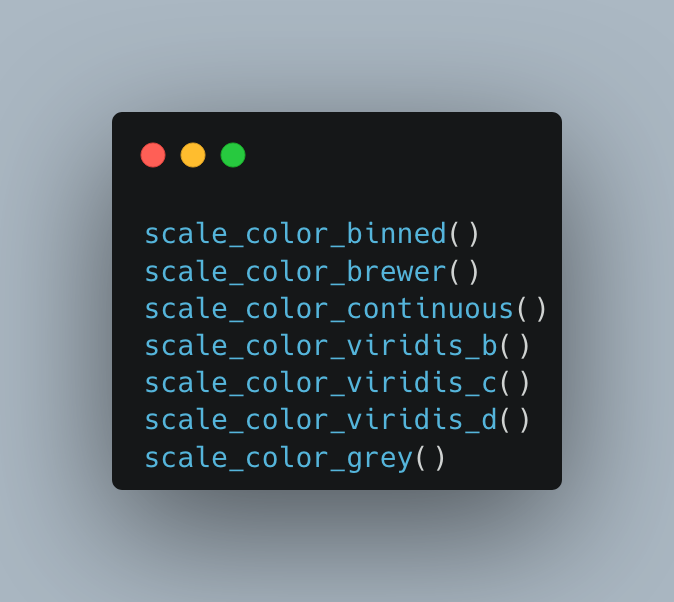 scale_color_binned()
scale_color_brewer()
scale_color_continuous()
scale_color_viridis_b()
scale_color_viridis_c()
scale_color_viridis_d()
scale_color_grey()